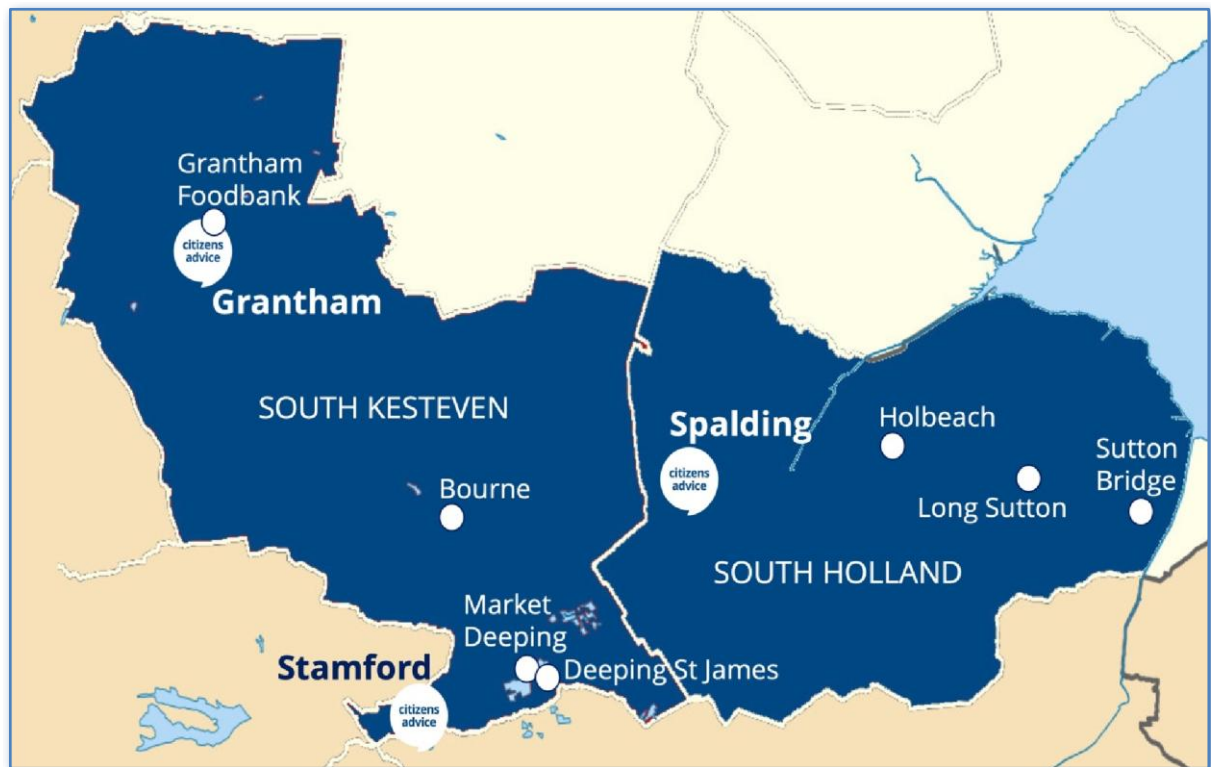 Grantham
Foodbank
citizens
advice
Grantham
SOUTH KESTEVEN
Bourne
Market
Deeping
Deeping St James
Stamford
citizens
advice
Spalding
citizens
advice
Holbeach
Long Sutton
Sutton
Bridge
SOUTH HOLLAND